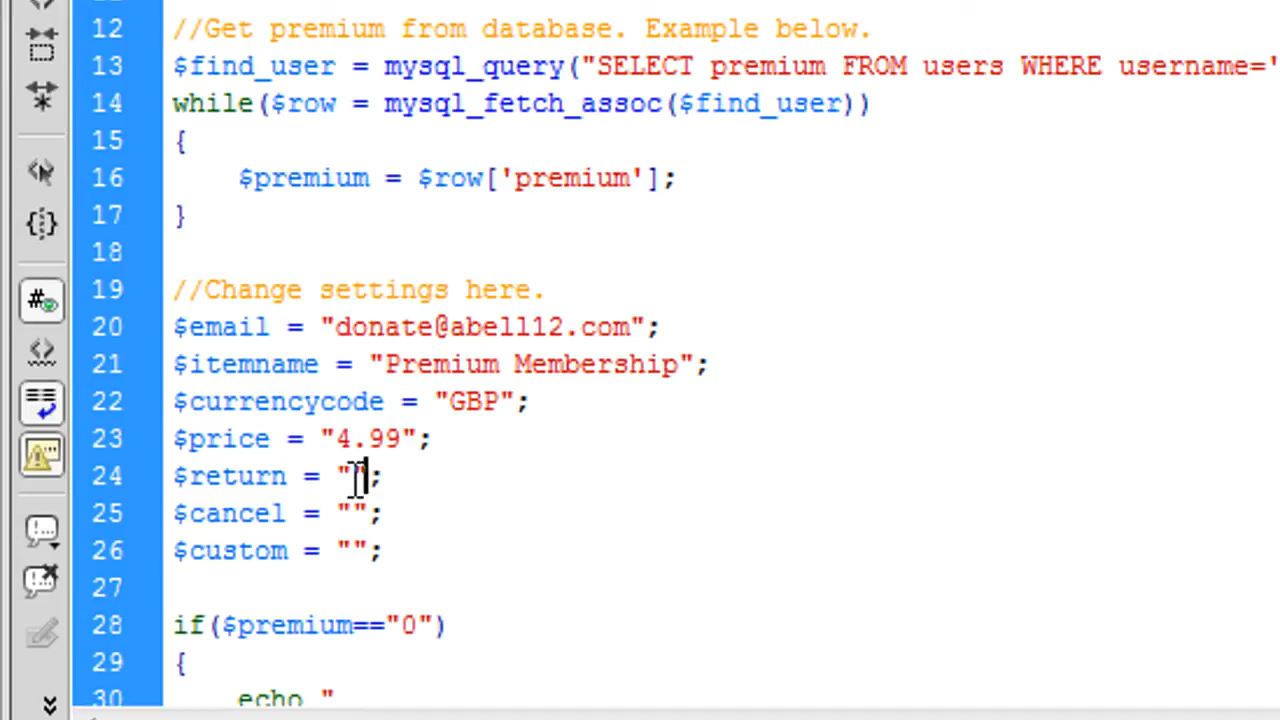 12 //Get premium from database. Example below.
13 $find_user = mysql_query("SELECT premium FROM users WHERE username='
14 while($row = mysql_fetch_assoc($find_user))
15 {
16 $premium = $row['premium'];
17 }
18
19 //Change settings here.
20 $email = "donate@abell12.com";
21 $itemname = "Premium Membership";
22 $currencycode = "GBP";
23 $price = "4.99";
24 $return = "";
25 $cancel = "";
26 $custom = "";
27
28 if($premium=="0")
29 {
30 echo "